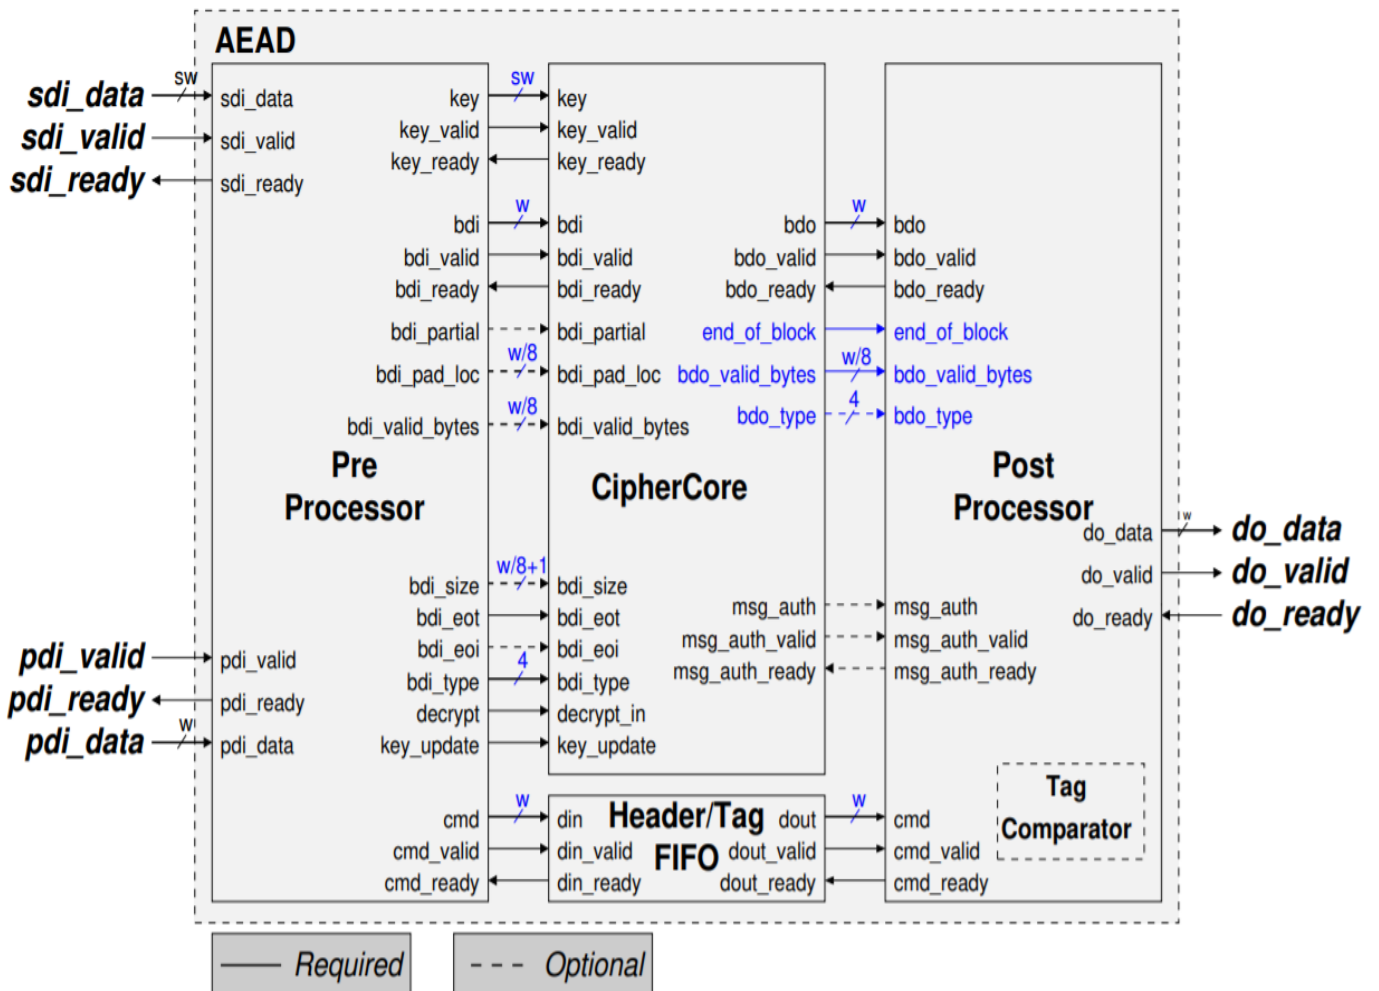 AEAD
sdi_data
sw
sdi_data
key
sw
key
sdi_valid
sdi_valid
key_valid
key_valid
sdi_ready
sdi_ready
key_ready
key_ready
bdi
w
bdi
bdo
w
bdo
bdi_valid
bdi_valid
bdo_valid
bdo_valid
bdi_ready
bdi_ready
bdo_ready
bdo_ready
bdi_partial
bdi_partial
end_of_block
end_of_block
bdi_pad_loc
w/8
bdi_pad_loc
bdo_valid_bytes
w/8
bdo_valid_bytes
bdi_valid_bytes
w/8
bdi_valid_bytes
bdo_type
4
bdo_type
Pre
Processor
CipherCore
Post
Processor
do_data
w
do_data
do_valid
do_valid
do_ready
do_ready
bdi_size
w/8+1
bdi_size
bdi_eot
bdi_eot
msg_auth
msg_auth
bdi_eoi
bdi_eoi
msg_auth_valid
msg_auth_valid
pdi_valid
pdi_valid
bdi_type
4
bdi_type
msg_auth_ready
msg_auth_ready
pdi_ready
pdi_ready
decrypt
decrypt_in
pdi_data
w
pdi_data
key_update
key_update
Tag
Comparator
cmd
w
din
Header/Tag
FIFO
dout
w
cmd
cmd_valid
din_valid
dout_valid
cmd_valid
cmd_ready
din_ready
dout_ready
cmd_ready
Required
Optional